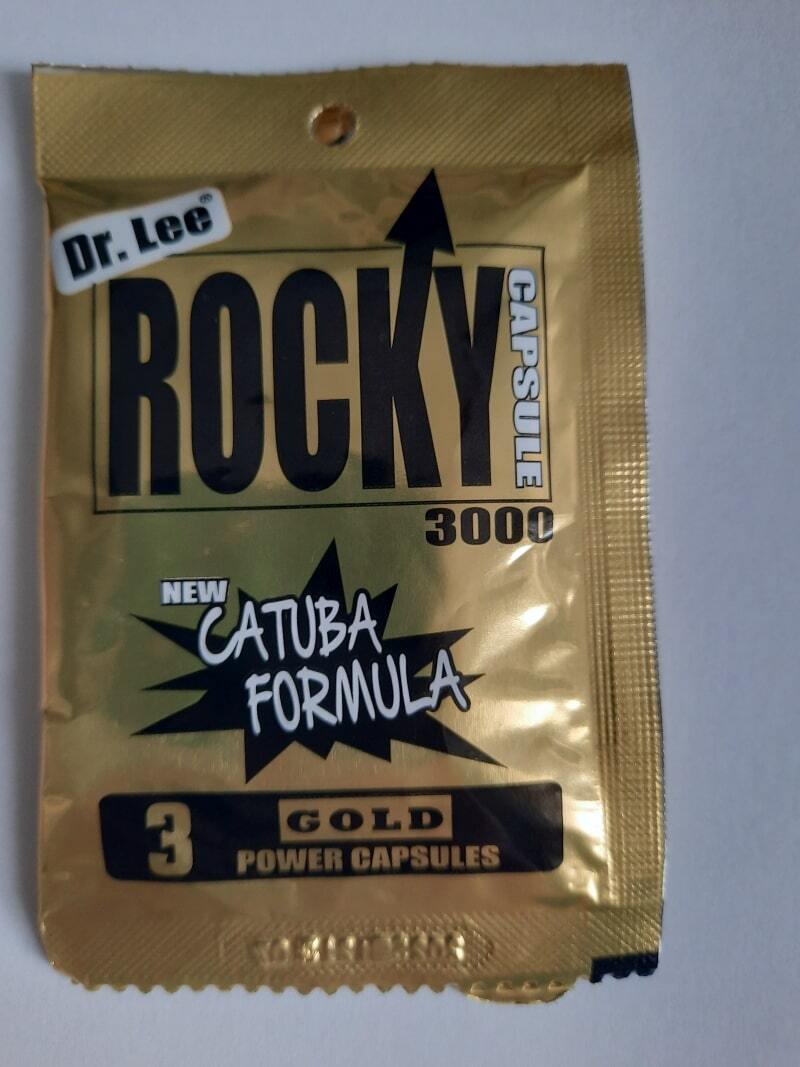 Dr. Lee®
ROCKY
CAPSULE
3000
NEW
CATUBA
FORMULA
3
GOLD
POWER CAPSULES